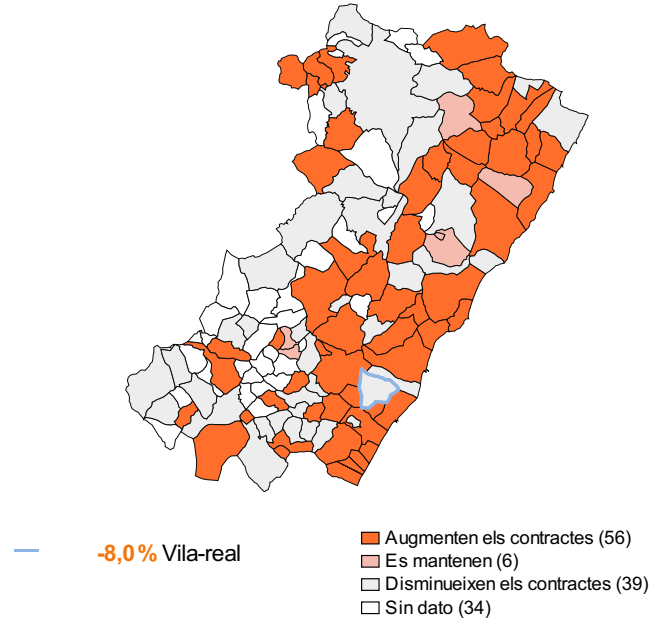 -8,0% Vila-real
Augmenten els contractes (56)
Es mantenen (6)
Disminueixen els contractes (39)
Sin dato (34)